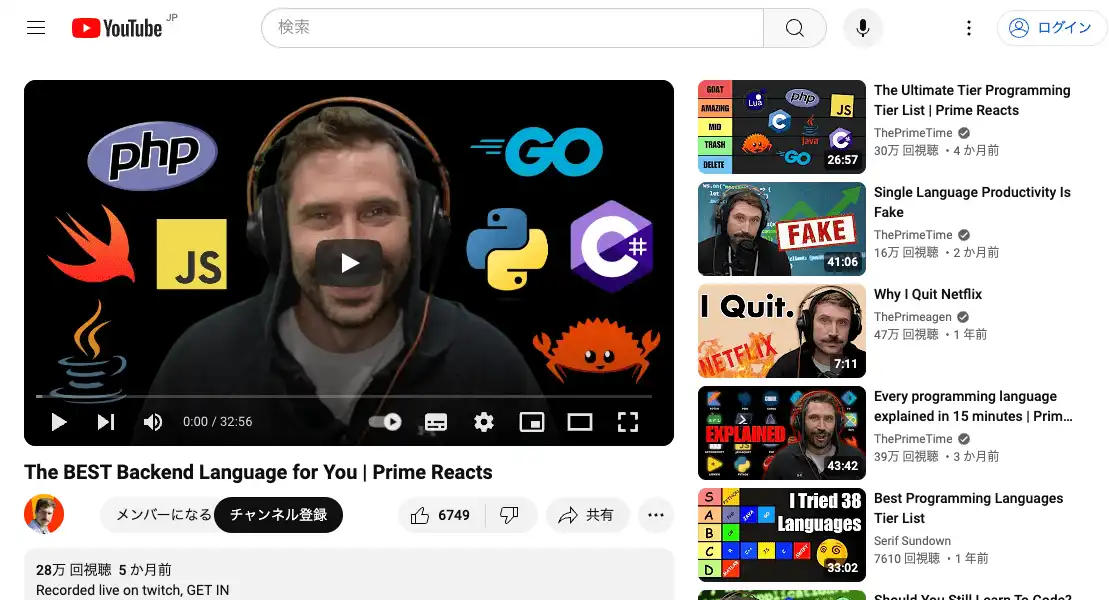 YouTube JP
検索
ログイン
php
GO
JS
C#
0:00 / 32:56
The BEST Backend Language for You | Prime Reacts
メンバーになる
チャンネル登録
6749
共有
28万 回視聴 5 か月前
Recorded live on twitch, GET IN
GOAT
AMAZING
MID
TRASH
DELETE
Lua
php
JS
C
Java
C
GO
26:57
The Ultimate Tier Programming
Tier List | Prime Reacts
ThePrimeTime
30万 回視聴 ・4 か月前
FAKE
41:06
Single Language Productivity Is
Fake
ThePrimeTime
16万 回視聴 ・2 か月前
I Quit.
NETFLIX
7:11
Why I Quit Netflix
ThePrimeagen
47万 回視聴 ・1 年前
EXPLAINED
43:42
Every programming language
explained in 15 minutes | Prim…
ThePrimeTime
39万 回視聴 ・3 か月前
S
A
B
C
D
I Tried 38
Languages
33:02
Best Programming Languages
Tier List
Serif Sundown
7610 回視聴 ・1 年前
Should You Still Learn To Code?